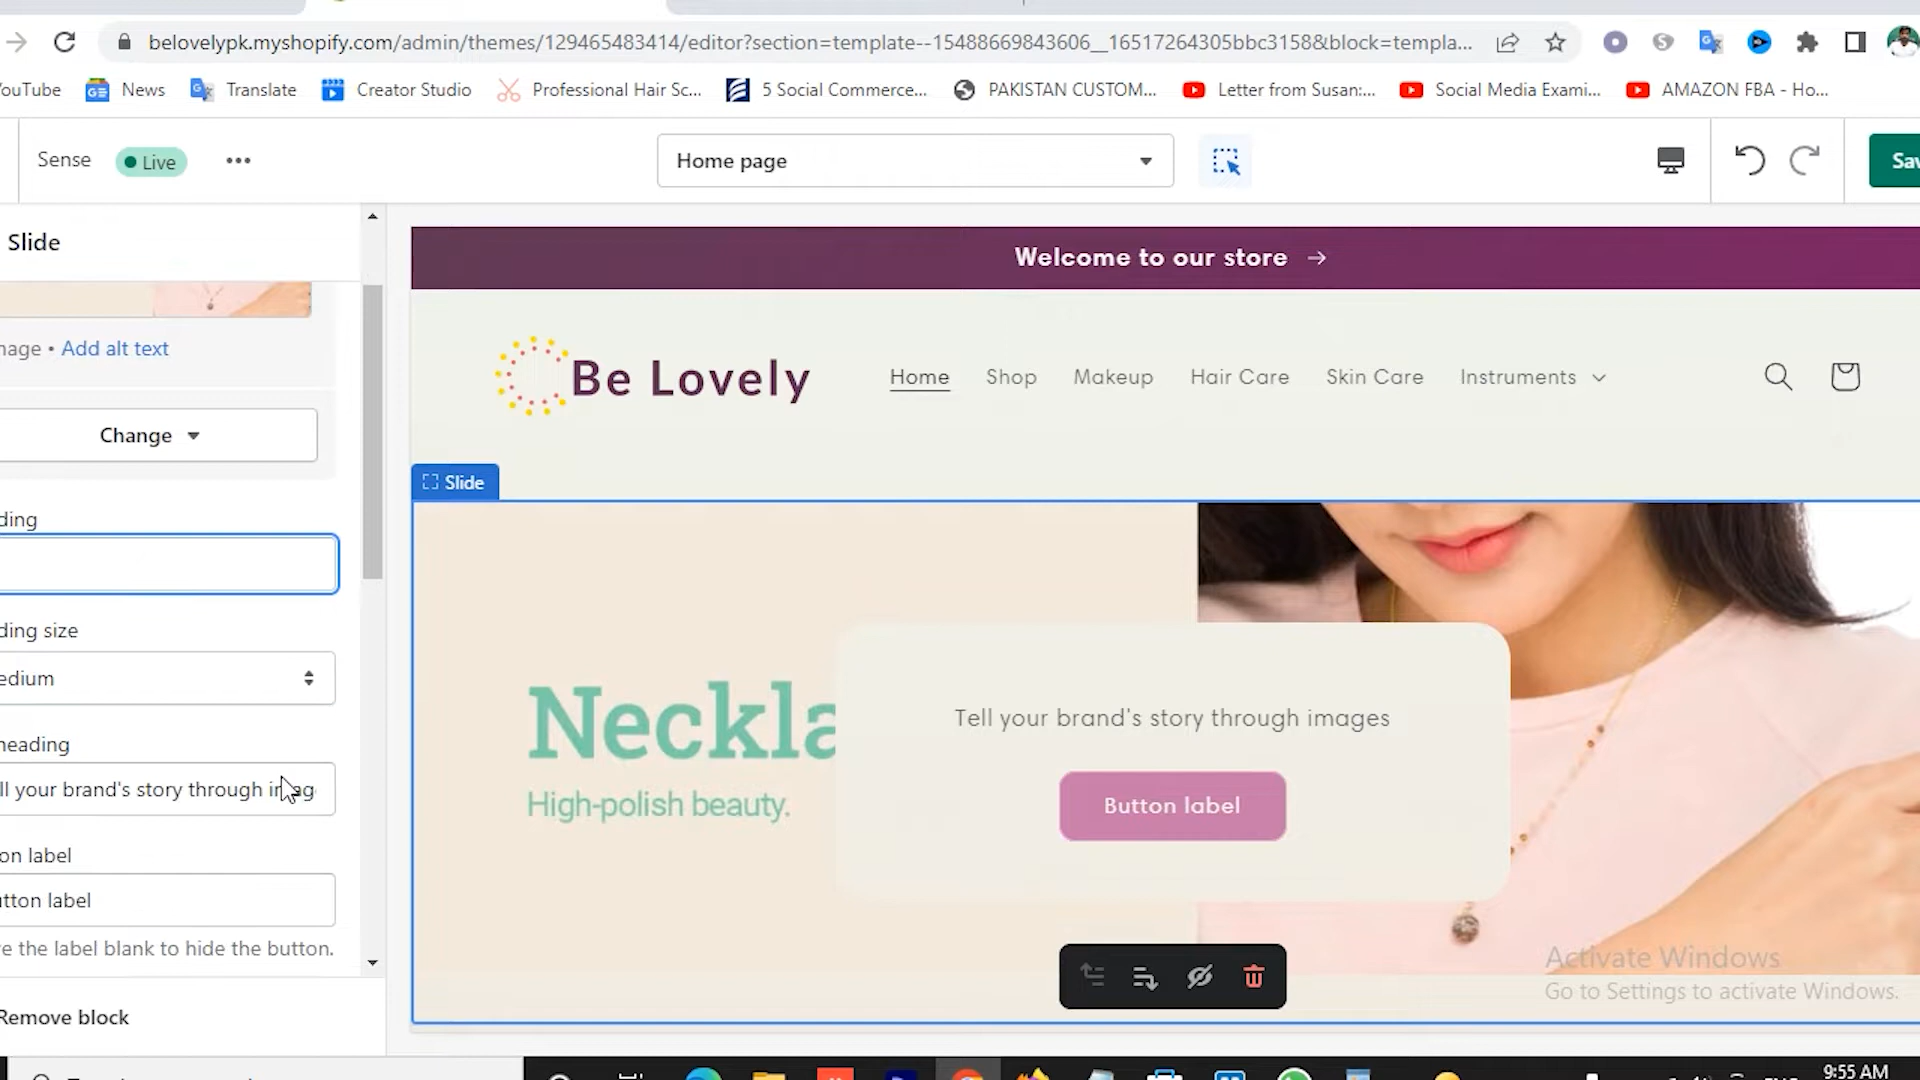 belovelypk.myshopify.com/admin/themes/129465483414/editor?section=template--15488669843606__16517264305bbc3158&block=templa...
ouTube News Translate Creator Studio Professional Hair Sc... 5 Social Commerce... PAKISTAN CUSTOM... Letter from Susan:... Social Media Exami... AMAZON FBA - Ho...
Sense Live Home page Sav
Slide
Welcome to our store →
mage • Add alt text
Be Lovely Home Shop Makeup Hair Care Skin Care Instruments
Change
Slide
ding
ding size
edium
heading
ll your brand's story through imag
on label
tton label
e the label blank to hide the button.
Remove block
Neckla
High-polish beauty.
Tell your brand's story through images
Button label
Activate Windows
Go to Settings to activate Windows.
9:55 AM